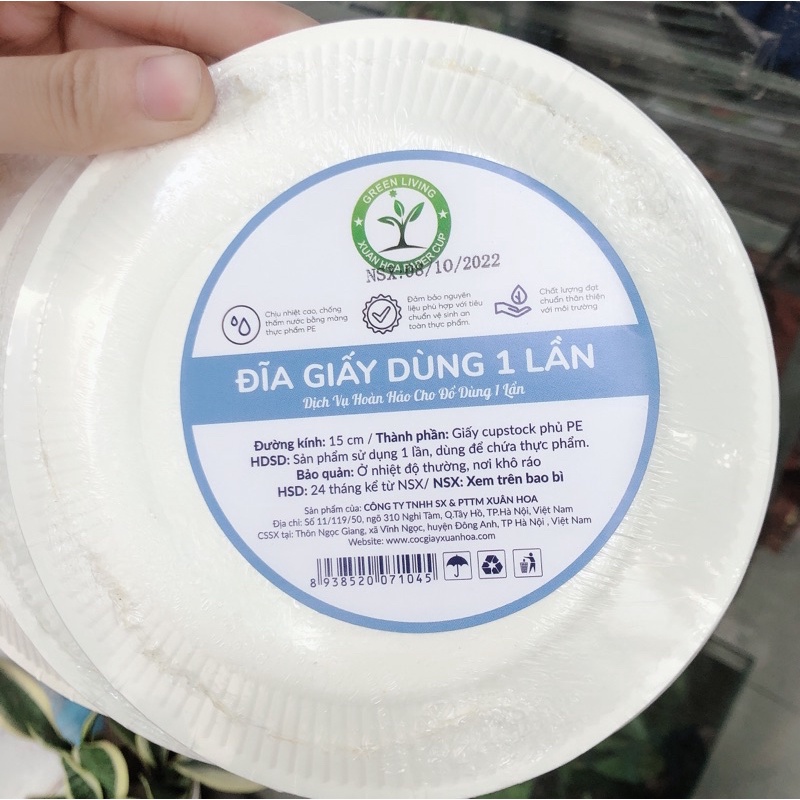 GREEN LIVING
XUAN HOA PAPER CUP
NSX:08/10/2022
Chịu nhiệt cao, chống
thấm nước bằng màng
thực phẩm PE
Đảm bảo nguyên
liệu phù hợp với tiêu
chuẩn vệ sinh an
toàn thực phẩm.
Chất lượng đạt
chuẩn thân thiện
với môi trường
ĐĨA GIẤY DÙNG 1 LẦN
Dịch Vụ Hoàn Hảo Cho Đồ Dùng 1 Lần
Đường kính: 15 cm / Thành phần: Giấy cupstock phủ PE
HDSD: Sản phẩm sử dụng 1 lần, dùng để chứa thực phẩm.
Bảo quản: Ở nhiệt độ thường, nơi khô ráo
HSD: 24 tháng kể từ NSX/ NSX: Xem trên bao bì
Sản phẩm của: CÔNG TY TNHH SX & PTTM XUÂN HOA
Địa chỉ: Số 11/119/50, ngõ 310 Nghi Tàm, Q.Tây Hồ, TP.Hà Nội, Việt Nam
CSSX tại: Thôn Ngọc Giang, xã Vĩnh Ngọc, huyện Đông Anh, TP Hà Nội , Việt Nam
Website: www.cocgiayxuanhoa.com
8 938520 071045